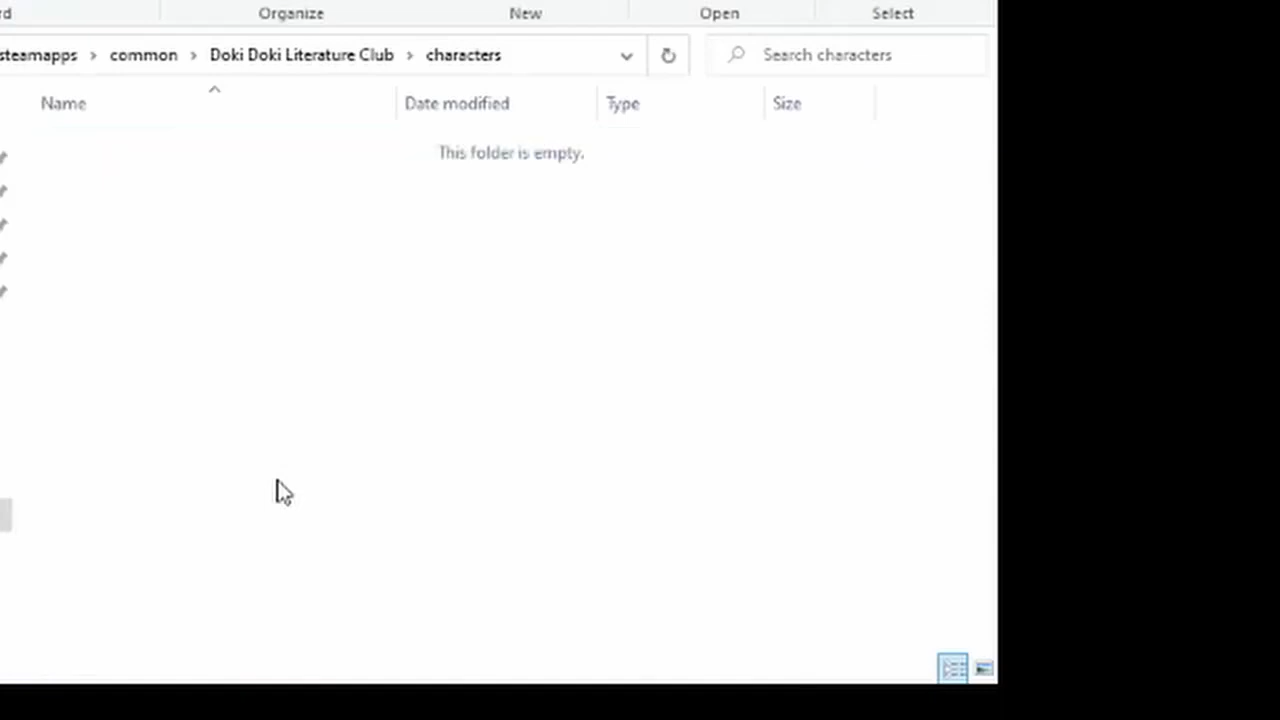 rd Organize New Open Select
steamapps > common > Doki Doki Literature Club > characters Search characters
Name Date modified Type Size
This folder is empty.